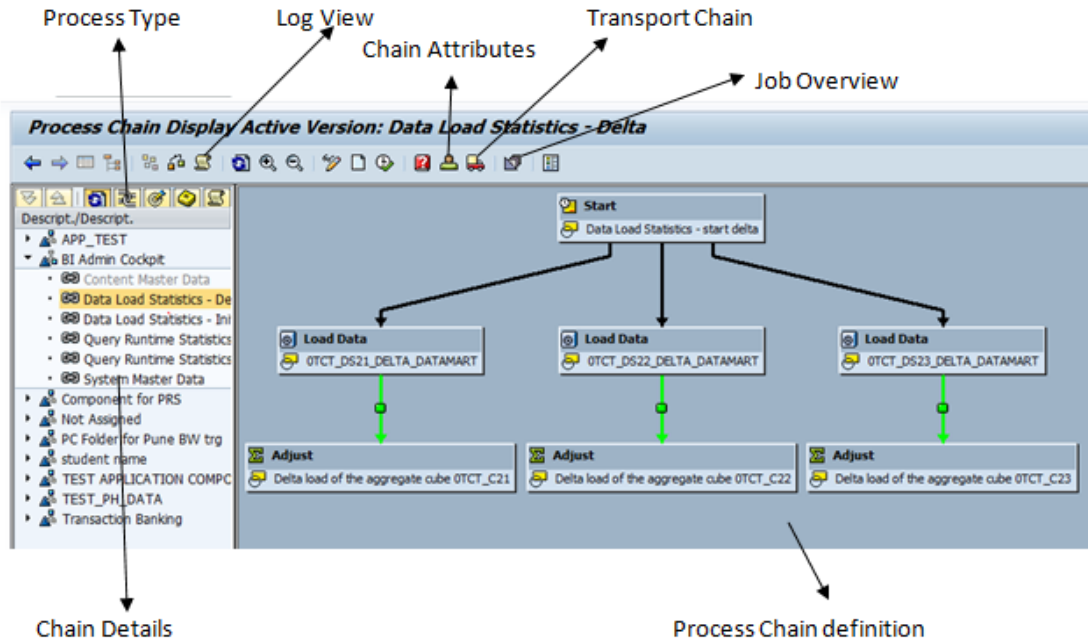 Process Type
Log View
Transport Chain
Chain Attributes
Job Overview
Process Chain Display Active Version: Data Load Statistics - Delta
Descript./Descript.
APP_TEST
BI Admin Cockpit
Content Master Data
Data Load Statistics - De
Data Load Statistics - Ini
Query Runtime Statistics
Query Runtime Statistics
System Master Data
Component for PRS
Not Assigned
PC Folder for Pune BW trg
student name
TEST APPLICATION COMPC
TEST_PH_DATA
Transaction Banking
Start
Data Load Statistics - start delta
Load Data
0TCT_DS21_DELTA_DATAMART
Load Data
0TCT_DS22_DELTA_DATAMART
Load Data
0TCT_DS23_DELTA_DATAMART
Adjust
Delta load of the aggregate cube 0TCT_C21
Adjust
Delta load of the aggregate cube 0TCT_C22
Adjust
Delta load of the aggregate cube 0TCT_C23
Chain Details
Process Chain definition